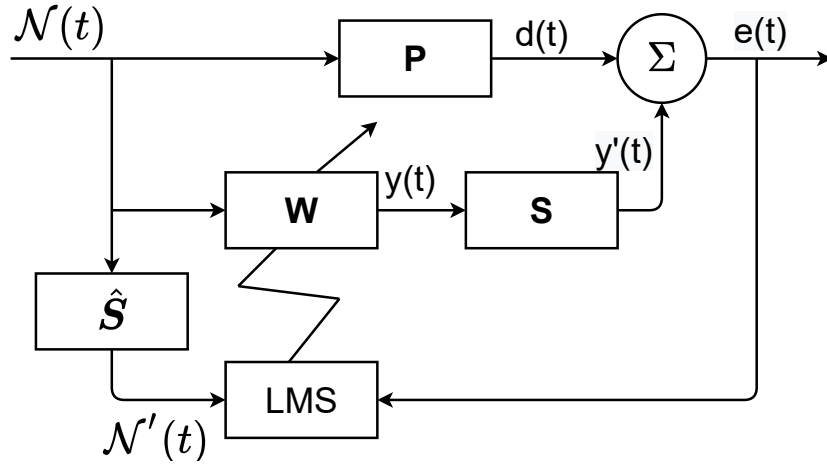 𝒩(t)
P
d(t)
Σ
e(t)
W
y(t)
S
y'(t)
Ŝ
LMS
𝒩′(t)